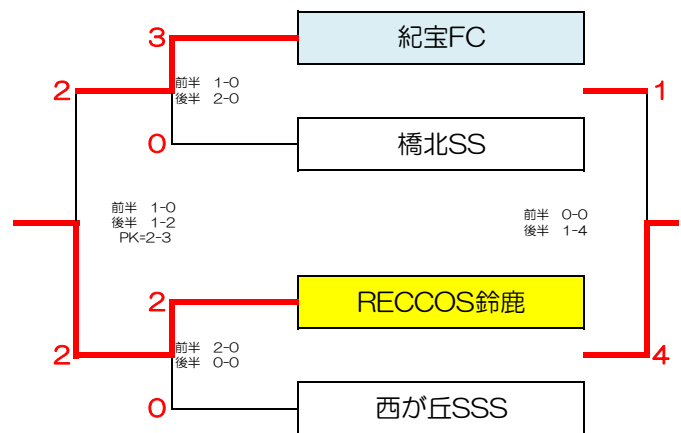 3
紀宝FC
2
前半 1-0
後半 2-0
1
0
橋北SS
前半 1-0
後半 1-2
PK=2-3
前半 0-0
後半 1-4
2
RECCOS鈴鹿
2
前半 2-0
後半 0-0
4
0
西が丘SSS